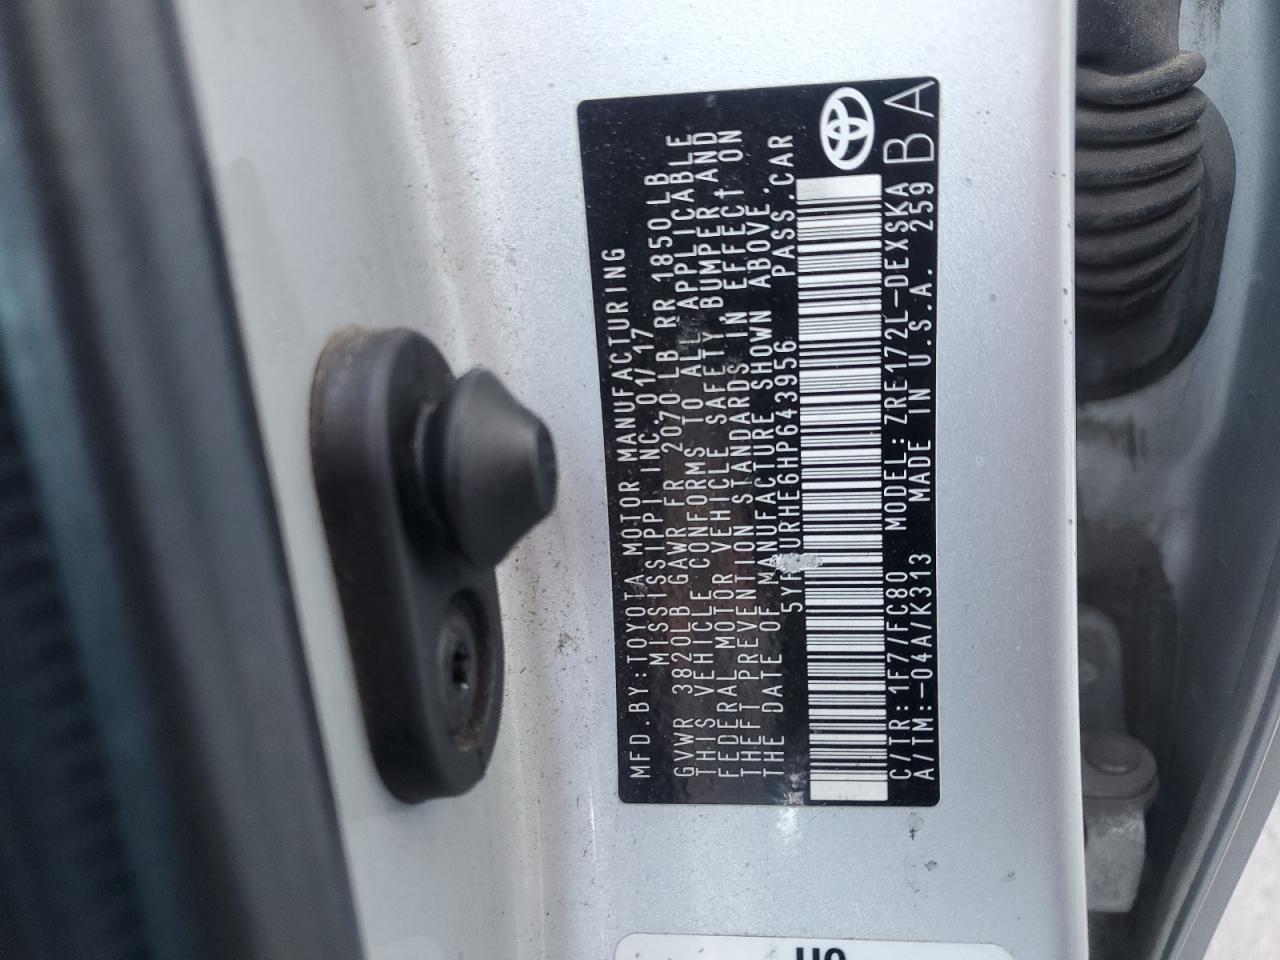 MFD.BY:TOYOTA MOTOR MANUFACTURING
MISSISSIPPI INC. 01/17
GVWR 3820LB GAWR FR 2070 LB RR 1850 LB
THIS VEHICLE CONFORMS TO ALL APPLICABLE
FEDERAL MOTOR VEHICLE SAFETY,BUMPER AND
THEFT PREVENTION STANDARDS IN EFFECT ON
THE DATE OF MANUFACTURE SHOWN ABOVE.
PASS.CAR
C/TR:1F7/FC80 MODEL:ZRE172L-DEXSKA
A/TM:-04A/K313 MADE IN U.S.A. 259
B A